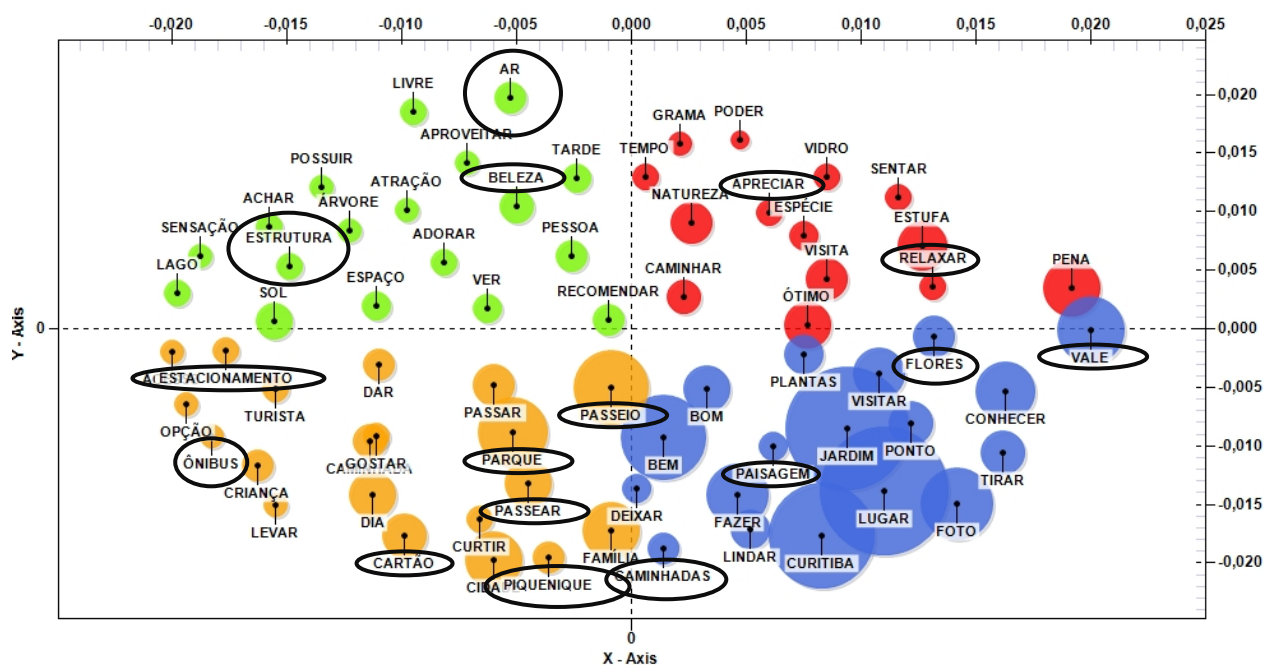 -0,020 -0,015 -0,010 -0,005 0,000 0,005 0,010 0,015 0,020 0,025
AR
LIVRE
0,020
GRAMA PODER
APROVEITAR
TARDE TEMPO VIDRO
0,015
POSSUIR
SENTAR
BELEZA
ATRAÇÃO
APRECIAR
NATUREZA
ACHAR ÁRVORE
ESPÉCIE
0,010
ESTUFA
SENSAÇÃO
ESTRUTURA
ADORAR PESSOA
VISITA
RELAXAR
PENA
LAGO
ESPAÇO
CAMINHAR
0,005
SOL
VER
RECOMENDAR
ÓTIMO
Y - Axis
0
0,000
VALE
ESTACIONAMENTO
FLORES
PLANTAS
DAR
-0,005
VISITAR
TURISTA
PASSAR
PASSEIO
BOM
CONHECER
OPÇÃO
-0,010
PONTO
JARDIM
ÔNIBUS
GOSTAR
PARQUE
BEM
PAISAGEM
TIRAR
CRIANÇA
-0,015
LEVAR
DIA
PASSEAR
DEIXAR
FAZER
LUGAR
FOTO
CURTIR
FAMÍLIA
LINDAR
CARTÃO
CURITIBA
-0,020
PIQUENIQUE
CAMINHADAS
0
X - Axis